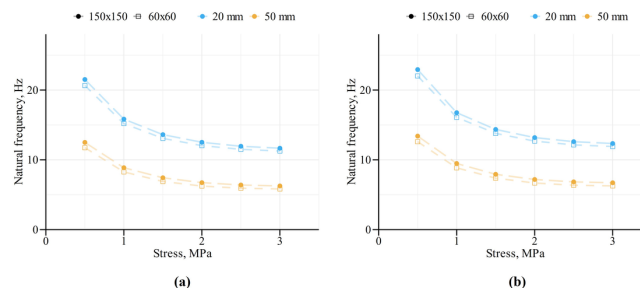 150x150 60x60 20 mm 50 mm
Natural frequency, Hz
20
10
0
0 1 2 3
Stress, MPa
(a)
150x150 60x60 20 mm 50 mm
Natural frequency, Hz
20
10
0
0 1 2 3
Stress, MPa
(b)